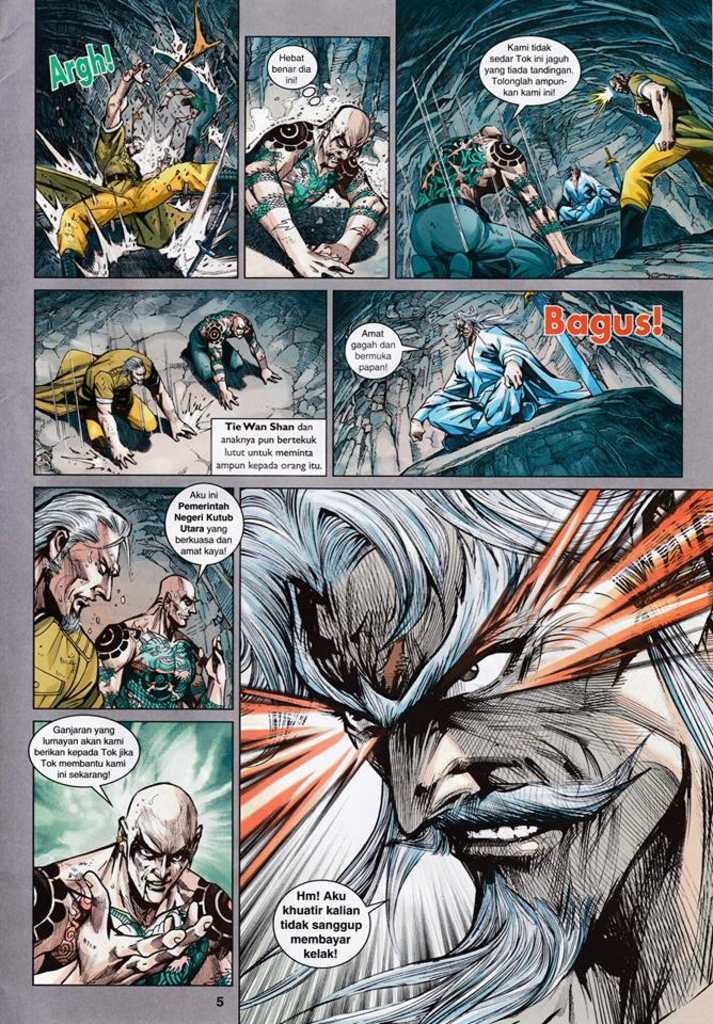 Argh!
Hebat
benar dia
ini!
Kami tidak
sedar Tok ini jaguh
yang tiada tandingan.
Tolonglah ampun-
kan kami ini!
Tie Wan Shan dan
anaknya pun bertekuk
lutut untuk meminta
ampun kepada orang itu.
Amat
gagah dan
bermuka
papan!
Bagus!
Aku ini
Pemerintah
Negeri Kutub
Utara yang
berkuasa dan
amat kaya!
Ganjaran yang
lumayan akan kami
berikan kepada Tok jika
Tok membantu kami
ini sekarang!
Hm! Aku
khuatir kalian
tidak sanggup
membayar
kelak!
5